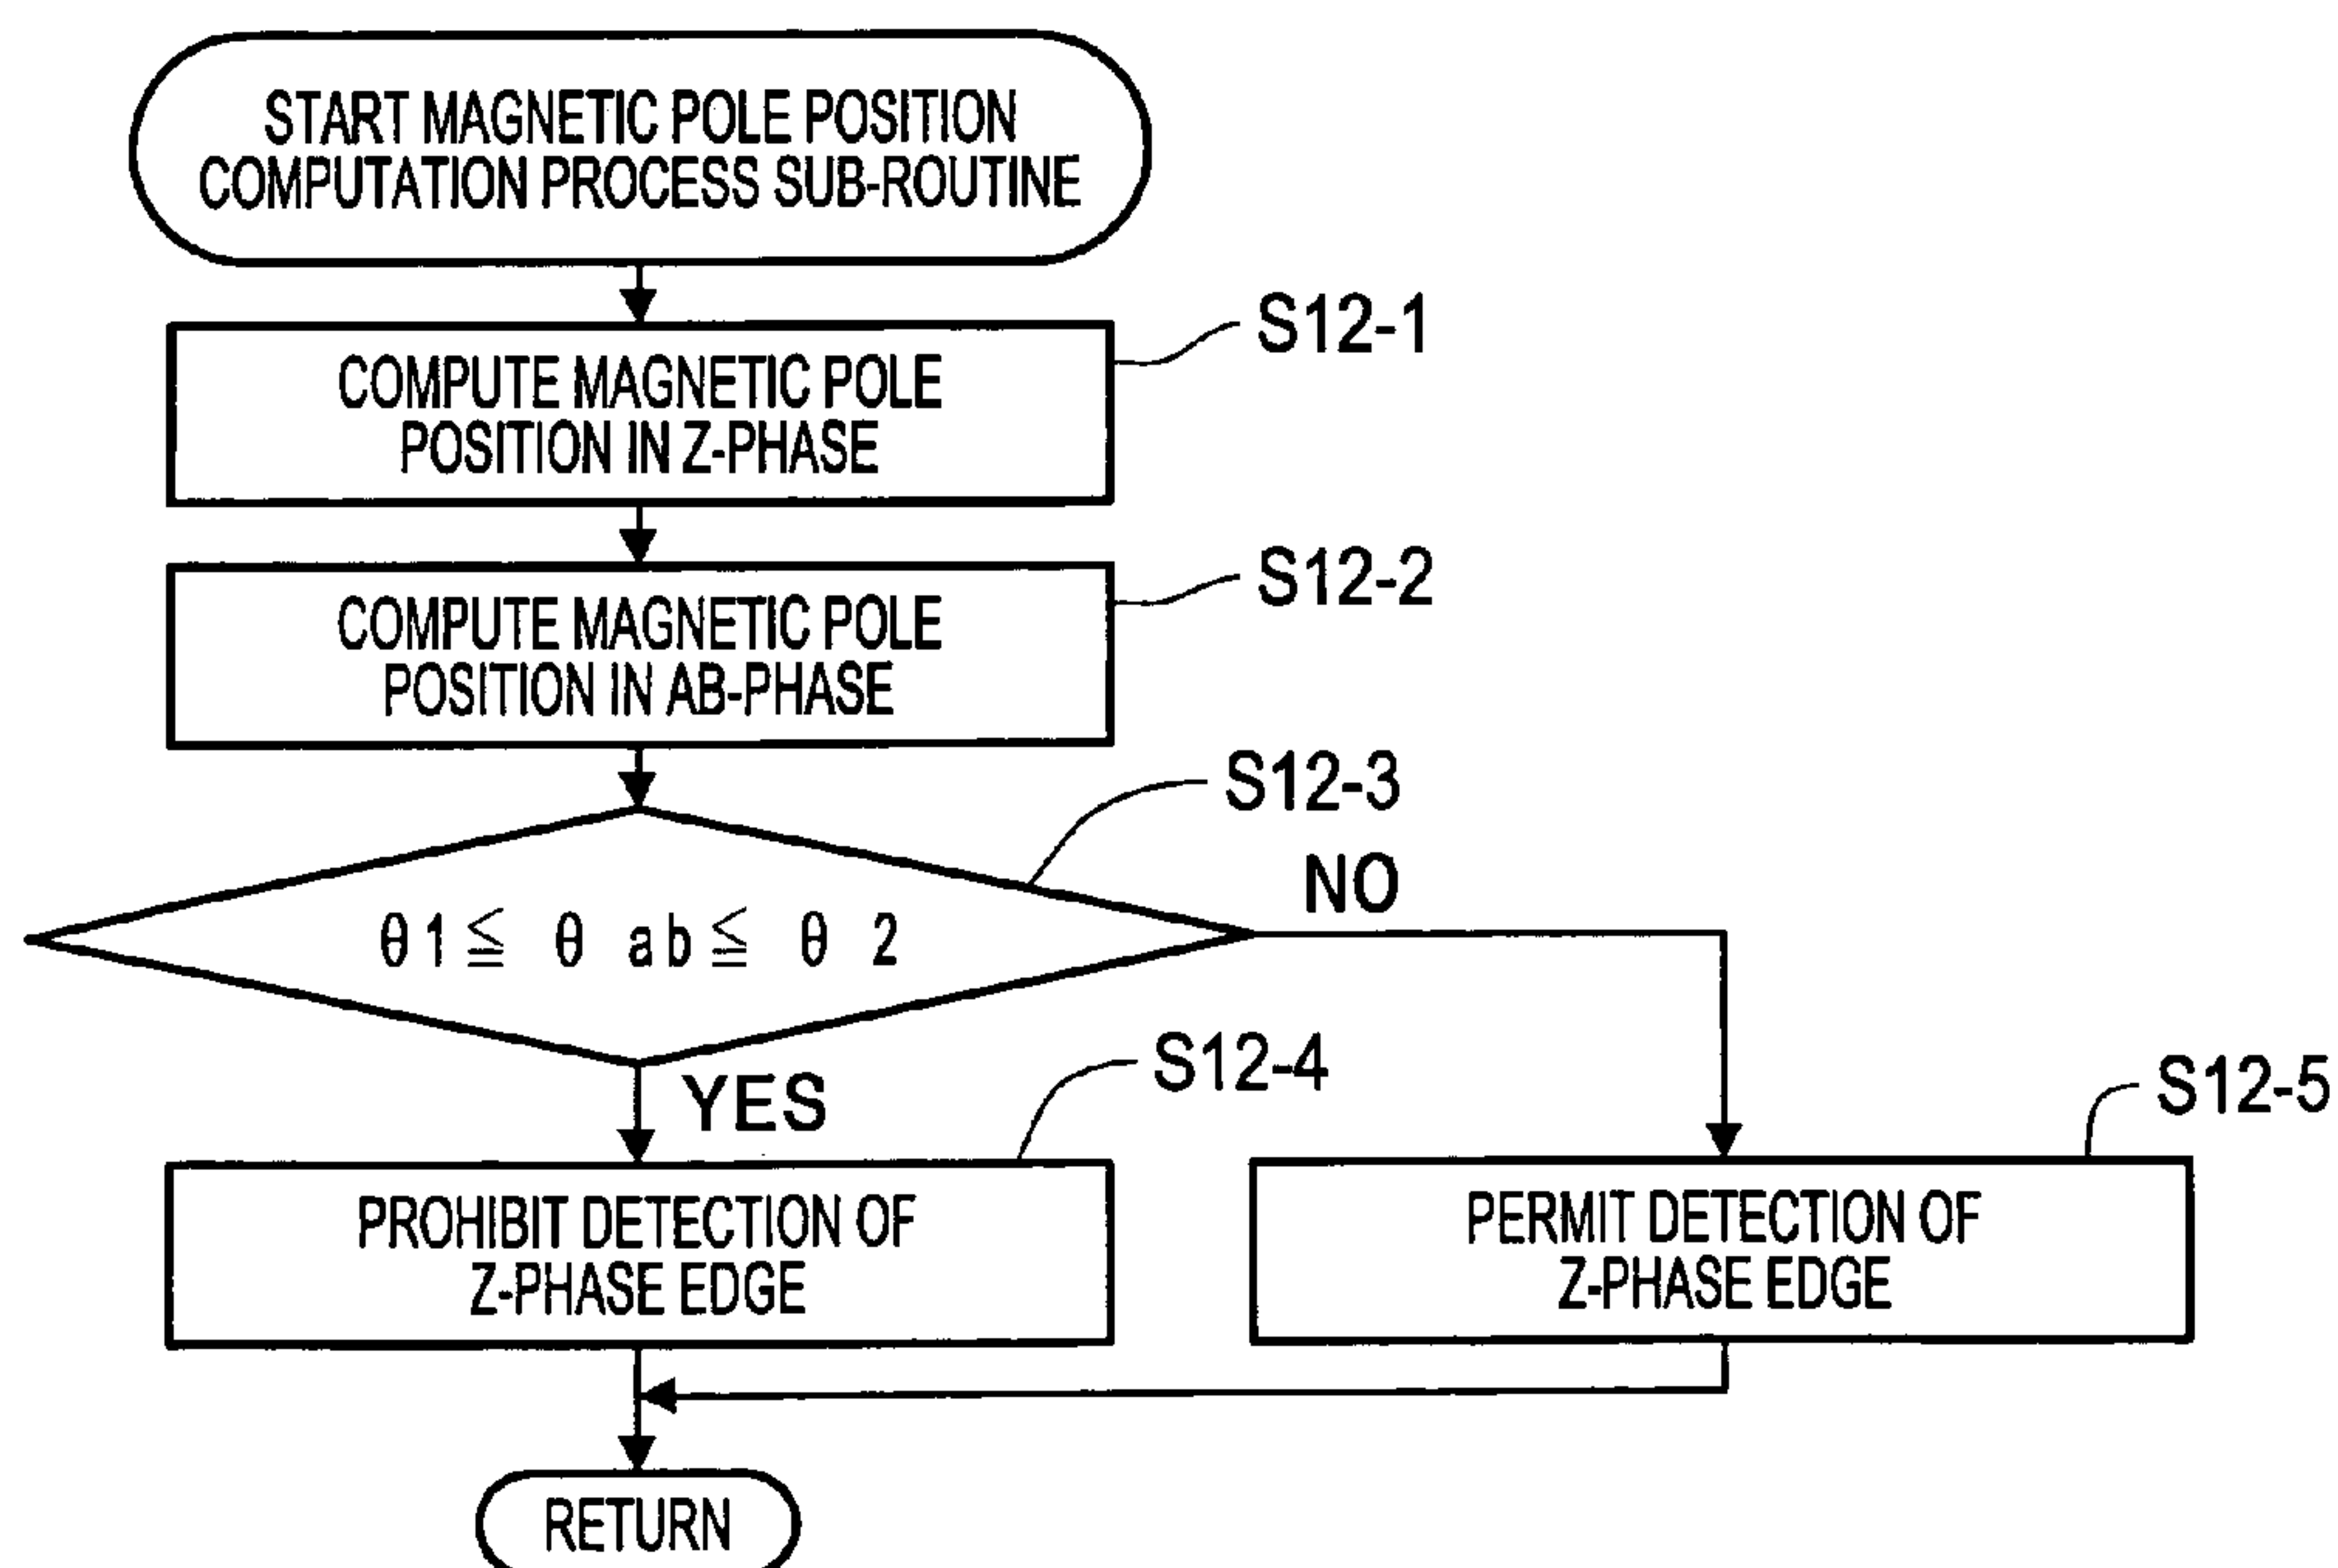 START MAGNETIC POLE POSITION
COMPUTATION PROCESS SUB-ROUTINE
S12-1
COMPUTE MAGNETIC POLE
POSITION IN Z-PHASE
S12-2
COMPUTE MAGNETIC POLE
POSITION IN AB-PHASE
S12-3
NO
θ1≦ θ ab≦ θ 2
S12-4
YES
S12-5
PROHIBIT DETECTION OF
Z-PHASE EDGE
PERMIT DETECTION OF
Z-PHASE EDGE
RETURN